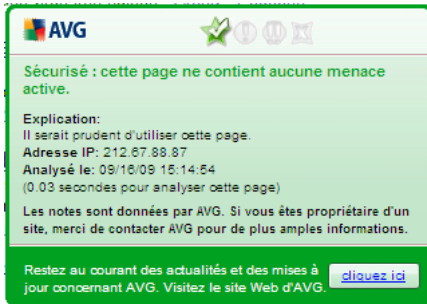 AVG
Sécurisé : cette page ne contient aucune menace
active.
Explication:
Il serait prudent d'utiliser cette page.
Adresse IP: 212.67.88.87
Analysé le: 09/16/09 15:14:54
(0.03 secondes pour analyser cette page)
Les notes sont données par AVG. Si vous êtes propriétaire d'un
site, merci de contacter AVG pour de plus amples informations.
Restez au courant des actualités et des mises à
jour concernant AVG. Visitez le site Web d'AVG.
cliquez ici